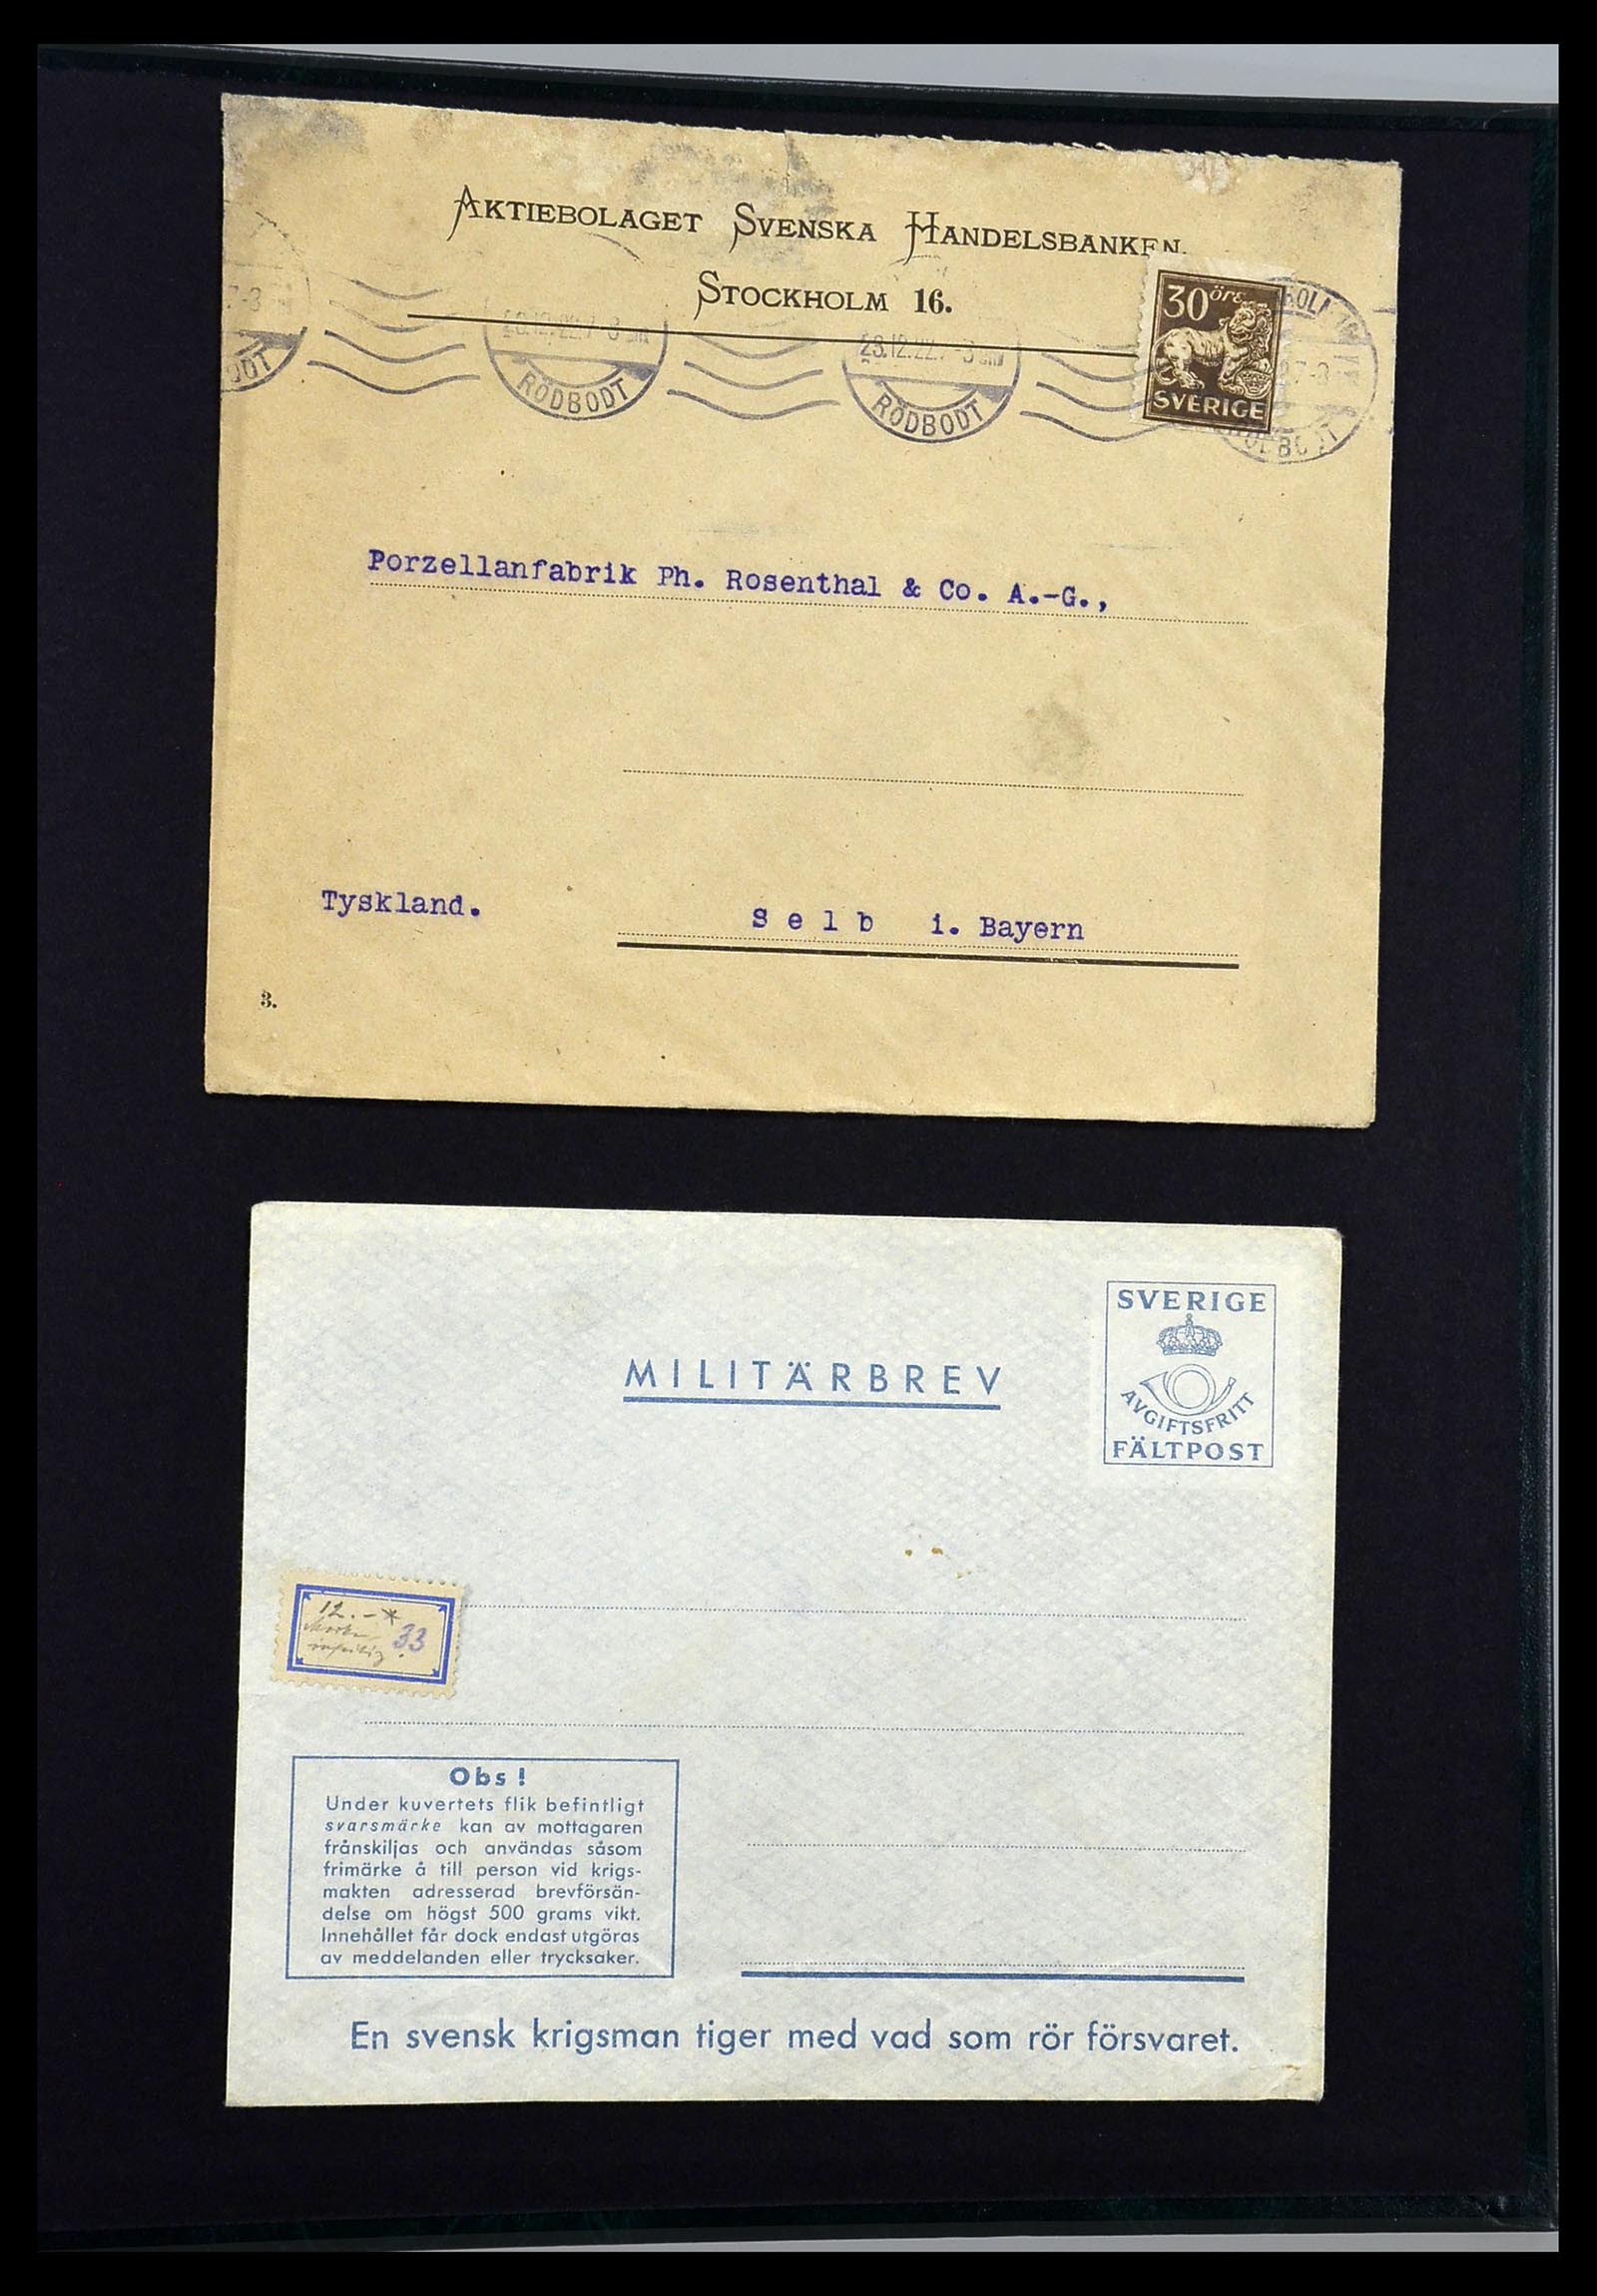 AKTIEBOLAGET SVENSKA HANDELSBANKEN.
STOCKHOLM 16.
30 öre
SVERIGE
7-3
RÖDBODT
RÖDBODT
Porzellanfabrik Ph. Rosenthal & Co. A.-G.,
Tyskland.
Selb i. Bayern
3.
SVERIGE
AVGIFTSFRITT
FÄLTPOST
MILITÄRBREV
12.-*
33
Obs!
Under kuvertets flik befintligt
svarsmärke kan av mottagaren
frånskiljas och användas såsom
frimärke å till person vid krigs-
makten adresserad brevförsän-
delse om högst 500 grams vikt.
Innehållet får dock endast utgöras
av meddelanden eller trycksaker.
En svensk krigsman tiger med vad som rör försvaret.